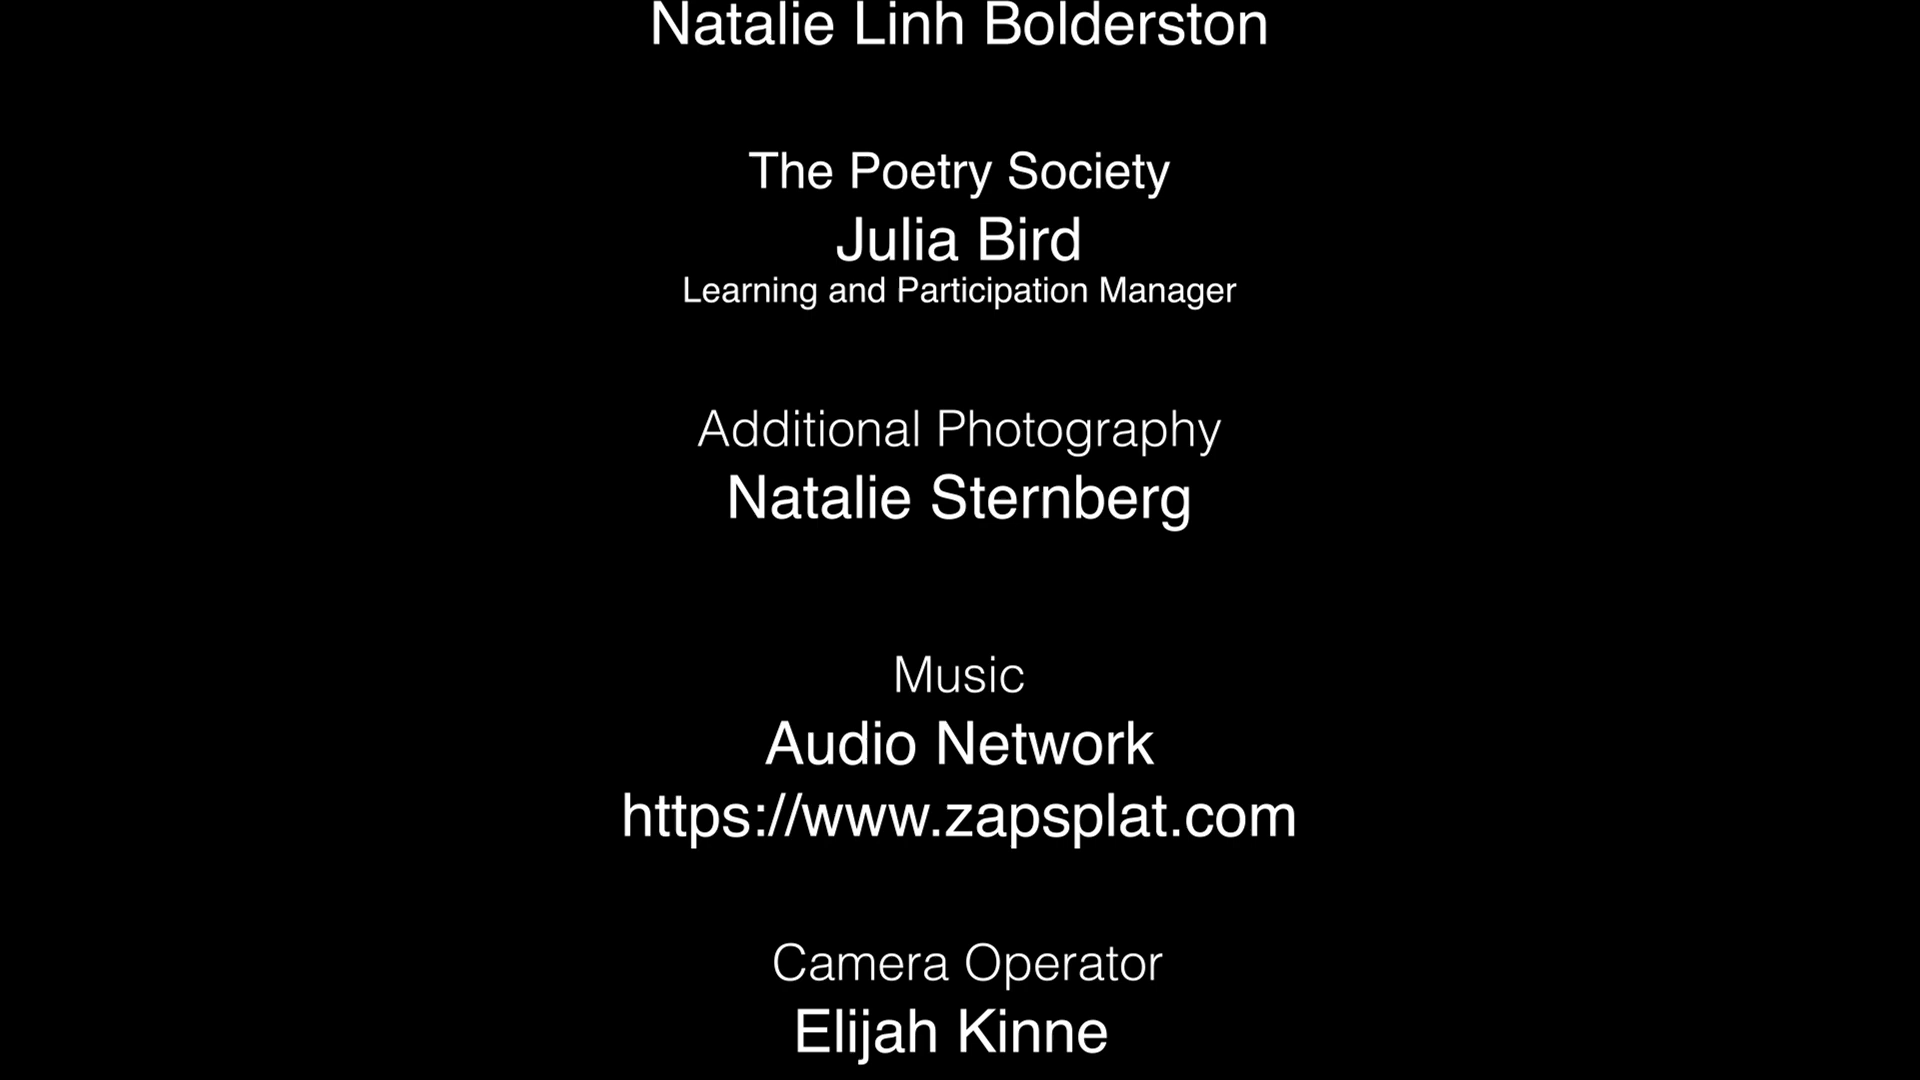 Natalie Linh Bolderston
The Poetry Society
Julia Bird
Learning and Participation Manager
Additional Photography
Natalie Sternberg
Music
Audio Network
https://www.zapsplat.com
Camera Operator
Elijah Kinne